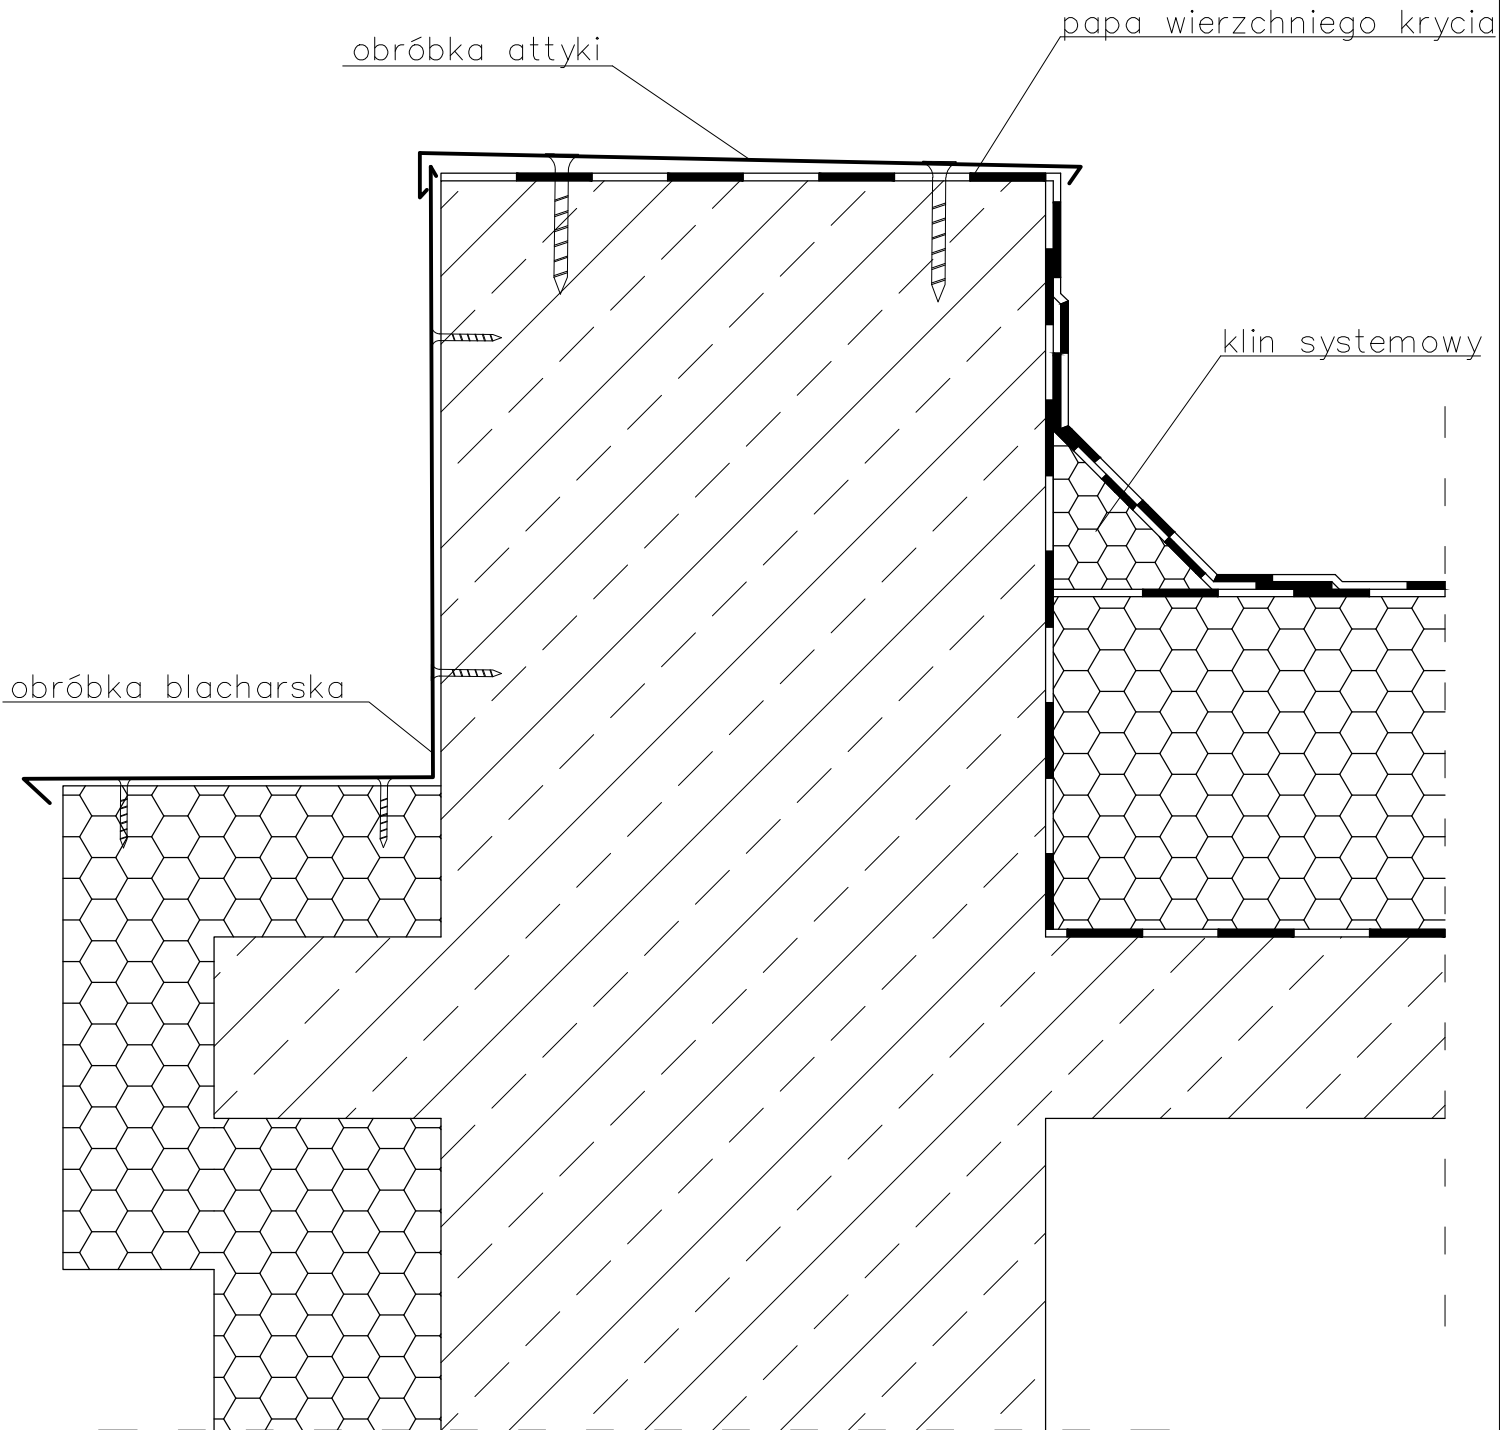 papa wierzchniego krycia
obróbka attyki
klin systemowy
obróbka blacharska